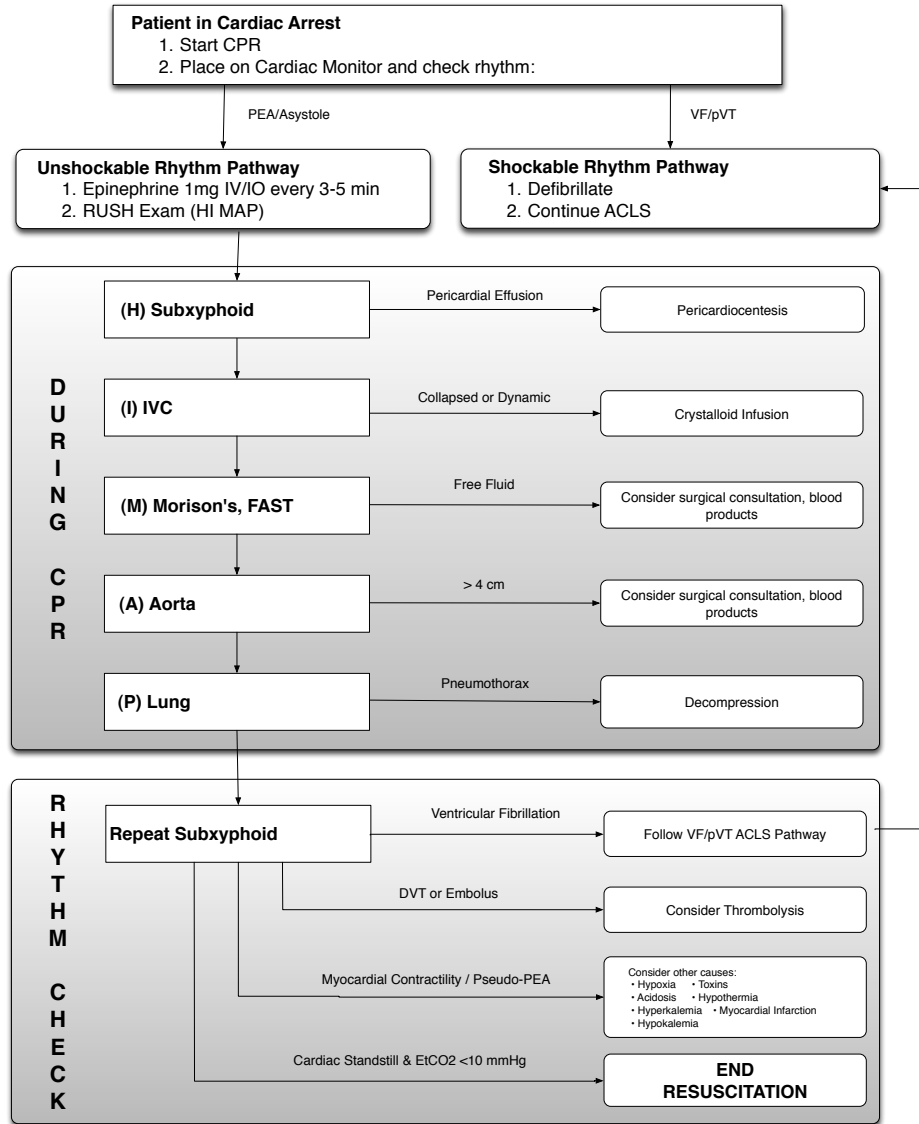 Patient in Cardiac Arrest
1. Start CPR
2. Place on Cardiac Monitor and check rhythm:
PEA/Asystole
VF/pVT
Unshockable Rhythm Pathway
1. Epinephrine 1mg IV/IO every 3-5 min
2. RUSH Exam (HI MAP)
Shockable Rhythm Pathway
1. Defibrillate
2. Continue ACLS
DURING CPR
(H) Subxyphoid
Pericardial Effusion
Pericardiocentesis
(I) IVC
Collapsed or Dynamic
Crystalloid Infusion
(M) Morison's, FAST
Free Fluid
Consider surgical consultation, blood
products
(A) Aorta
> 4 cm
Consider surgical consultation, blood
products
(P) Lung
Pneumothorax
Decompression
RHYTHM CHECK
Repeat Subxyphoid
Ventricular Fibrillation
Follow VF/pVT ACLS Pathway
DVT or Embolus
Consider Thrombolysis
Myocardial Contractility / Pseudo-PEA
Consider other causes:
• Hypoxia • Toxins
• Acidosis • Hypothermia
• Hyperkalemia • Myocardial Infarction
• Hypokalemia
Cardiac Standstill & EtCO2 <10 mmHg
END
RESUSCITATION